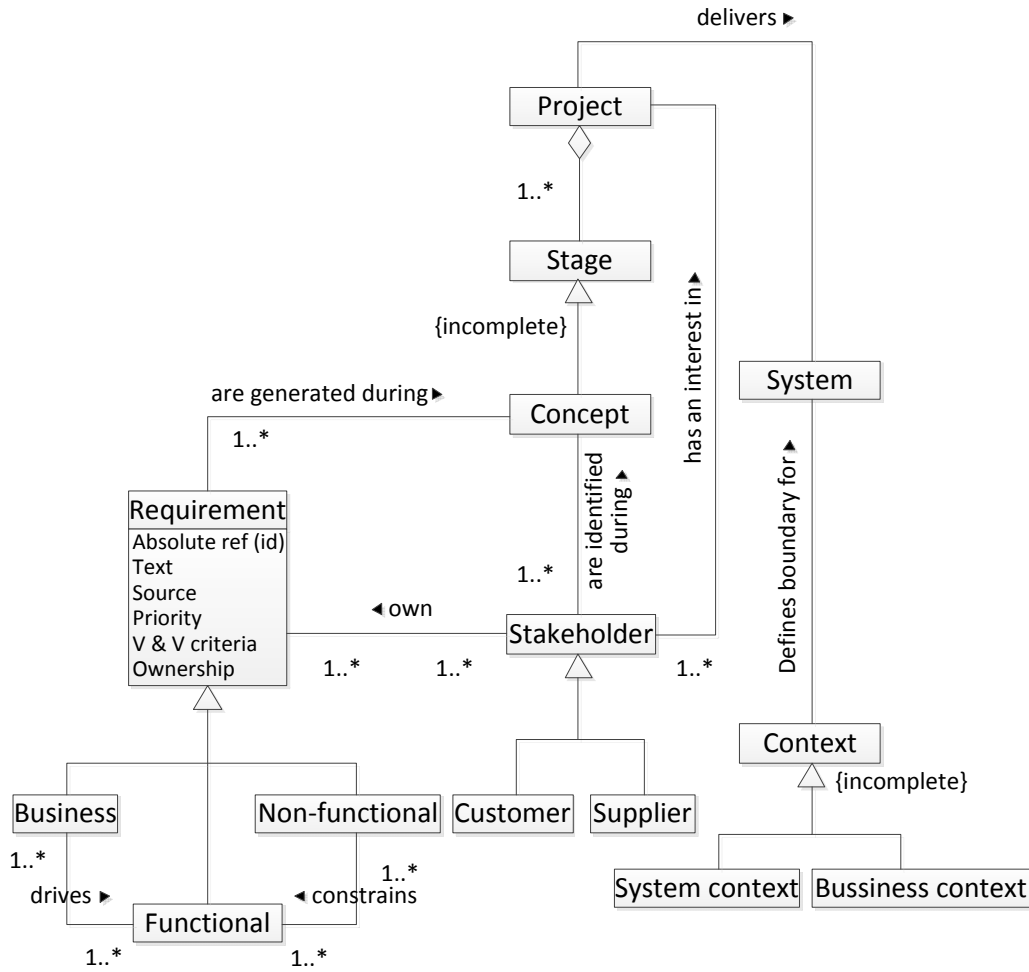 delivers ▶
Project
1..*
Stage
{incomplete}
has an interest in ▶
System
are generated during ▶
Concept
1..*
are identified
during ▶
Defines boundary for ▶
Requirement
Absolute ref (id)
Text
Source
Priority
V & V criteria
Ownership
1..*
◀ own
Stakeholder
1..*
1..*
1..*
Context
{incomplete}
Business
Non-functional
Customer
Supplier
1..*
1..*
drives ▶
◀ constrains
System context
Bussiness context
Functional
1..*
1..*